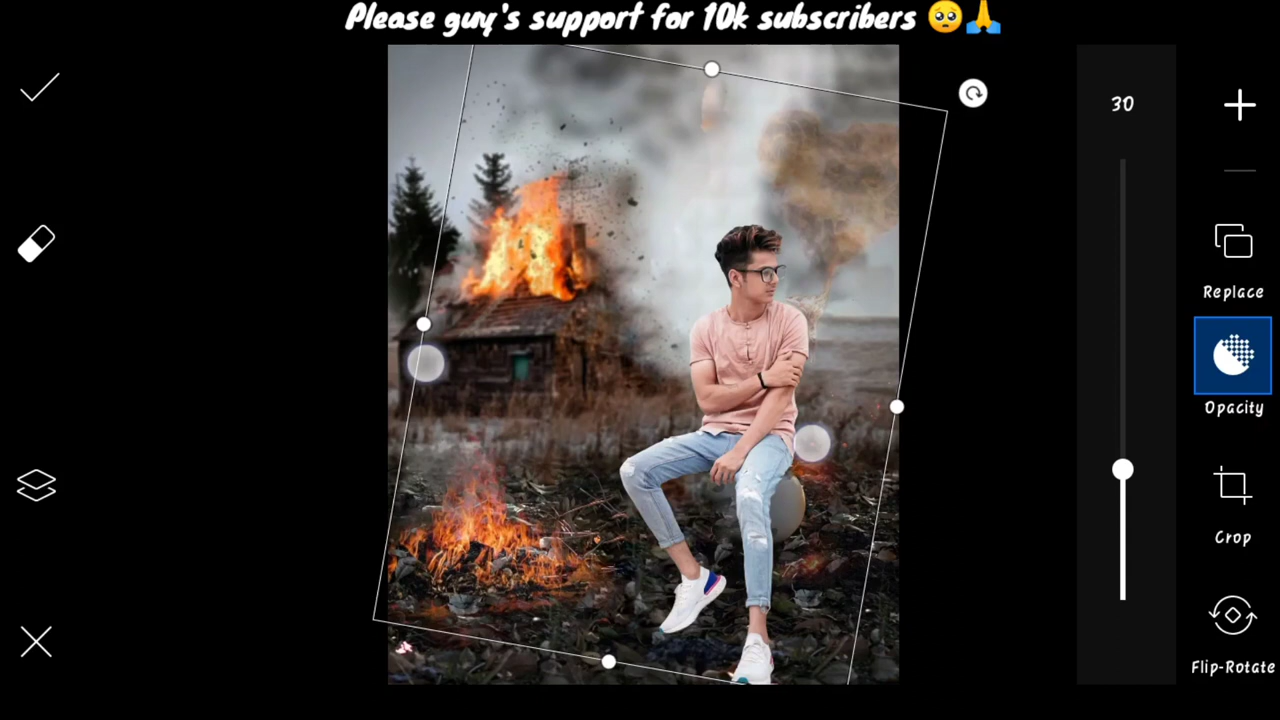 Please guy's support for 10k subscribers 🥺🙏
30
Replace
Opacity
Crop
Flip-Rotate